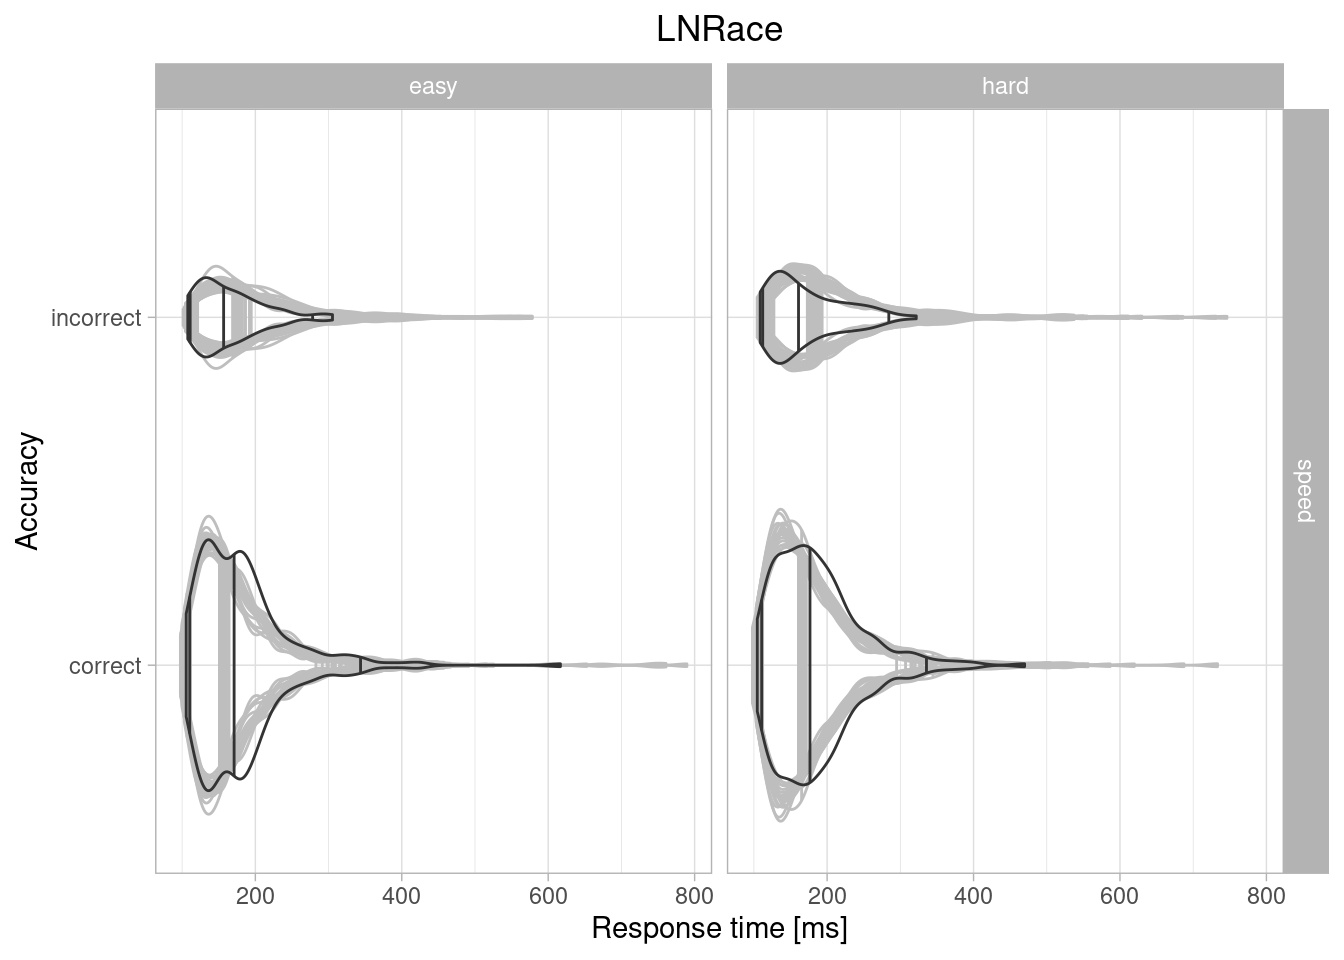 LNRace
easy
hard
speed
Accuracy
incorrect
correct
200
400
600
800
200
400
600
800
Response time [ms]